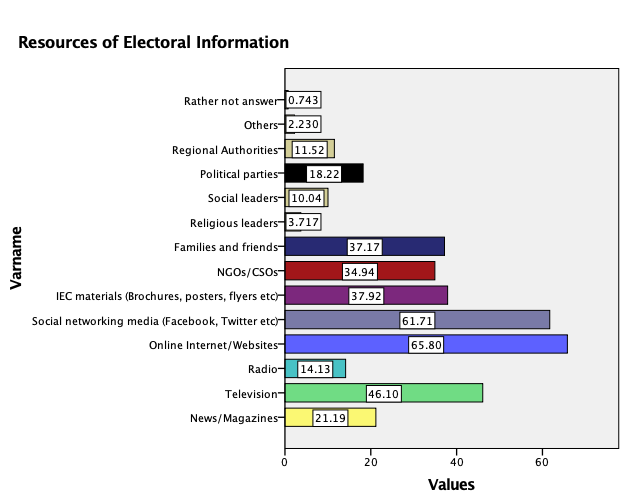 Resources of Electoral Information
Varname
Rather not answer 0.743
Others 2.230
Regional Authorities 11.52
Political parties 18.22
Social leaders 10.04
Religious leaders 3.717
Families and friends 37.17
NGOs/CSOs 34.94
IEC materials (Brochures, posters, flyers etc) 37.92
Social networking media (Facebook, Twitter etc) 61.71
Online Internet/Websites 65.80
Radio 14.13
Television 46.10
News/Magazines 21.19
0 20 40 60
Values